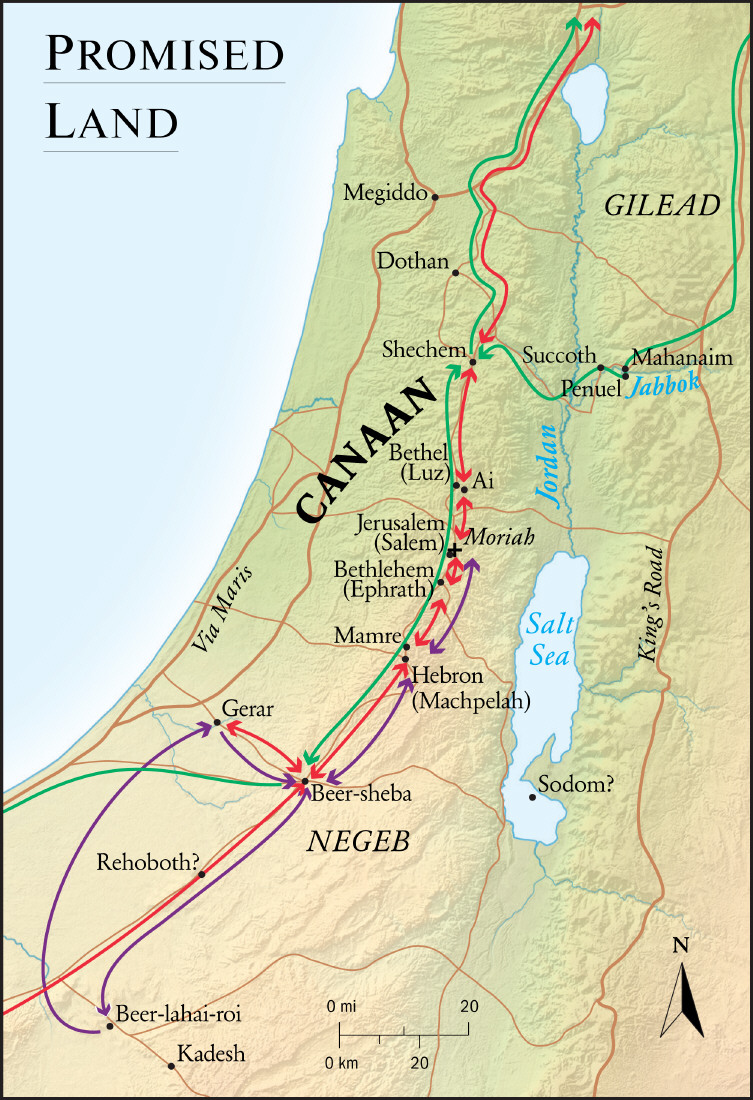 PROMISED
LAND
Megiddo
GILEAD
Dothan
Shechem
Succoth
Mahanaim
Penuel
Jabbok
CANAAN
Bethel
(Luz)
Ai
Jordan
Jerusalem
(Salem)
Moriah
Bethlehem
(Ephrath)
Via Maris
King's Road
Salt
Sea
Mamre
Hebron
(Machpelah)
Gerar
Beer-sheba
Sodom?
NEGEB
Rehoboth?
N
Beer-lahai-roi
0 mi 20
Kadesh
0 km 20